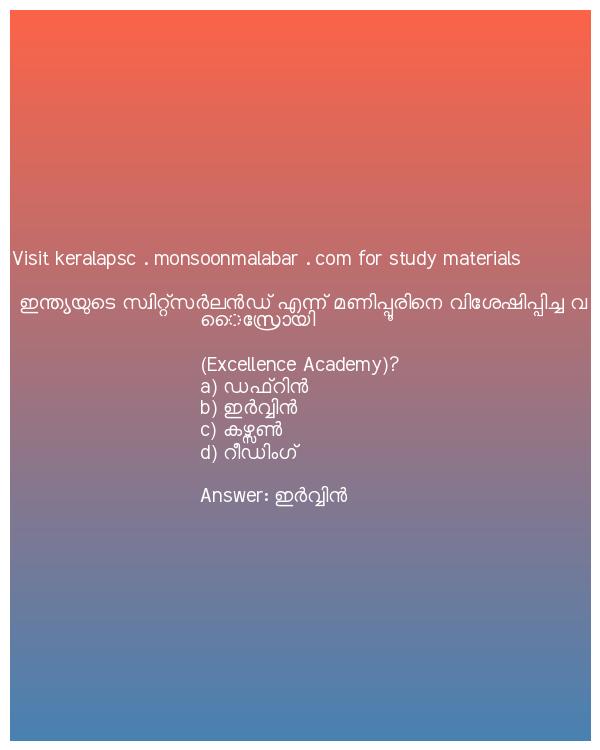 Visit keralapsc . monsoonmalabar . com for study materials
ഇന്ത്യയുടെ സ്വിറ്റ്സർലൻഡ് എന്ന് മണിപ്പൂരിനെ വിശേഷിപ്പിച്ച വ
ൈസ്രോയി
(Excellence Academy)?
a) ഡഫ്റിൻ
b) ഇർവ്വിൻ
c) കഴ്സൺ
d) റീഡിംഗ്
Answer: ഇർവ്വിൻ